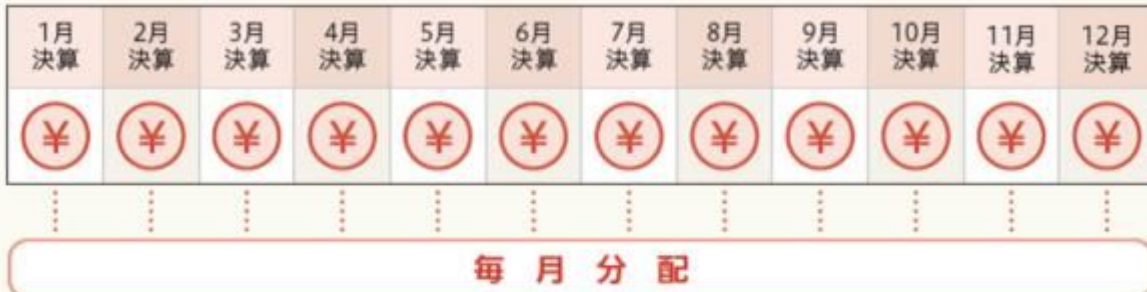 1月
決算
2月
決算
3月
決算
4月
決算
5月
決算
6月
決算
7月
決算
8月
決算
9月
決算
10月
決算
11月
決算
12月
決算
¥ ¥ ¥ ¥ ¥ ¥ ¥ ¥ ¥ ¥ ¥ ¥
毎月分配